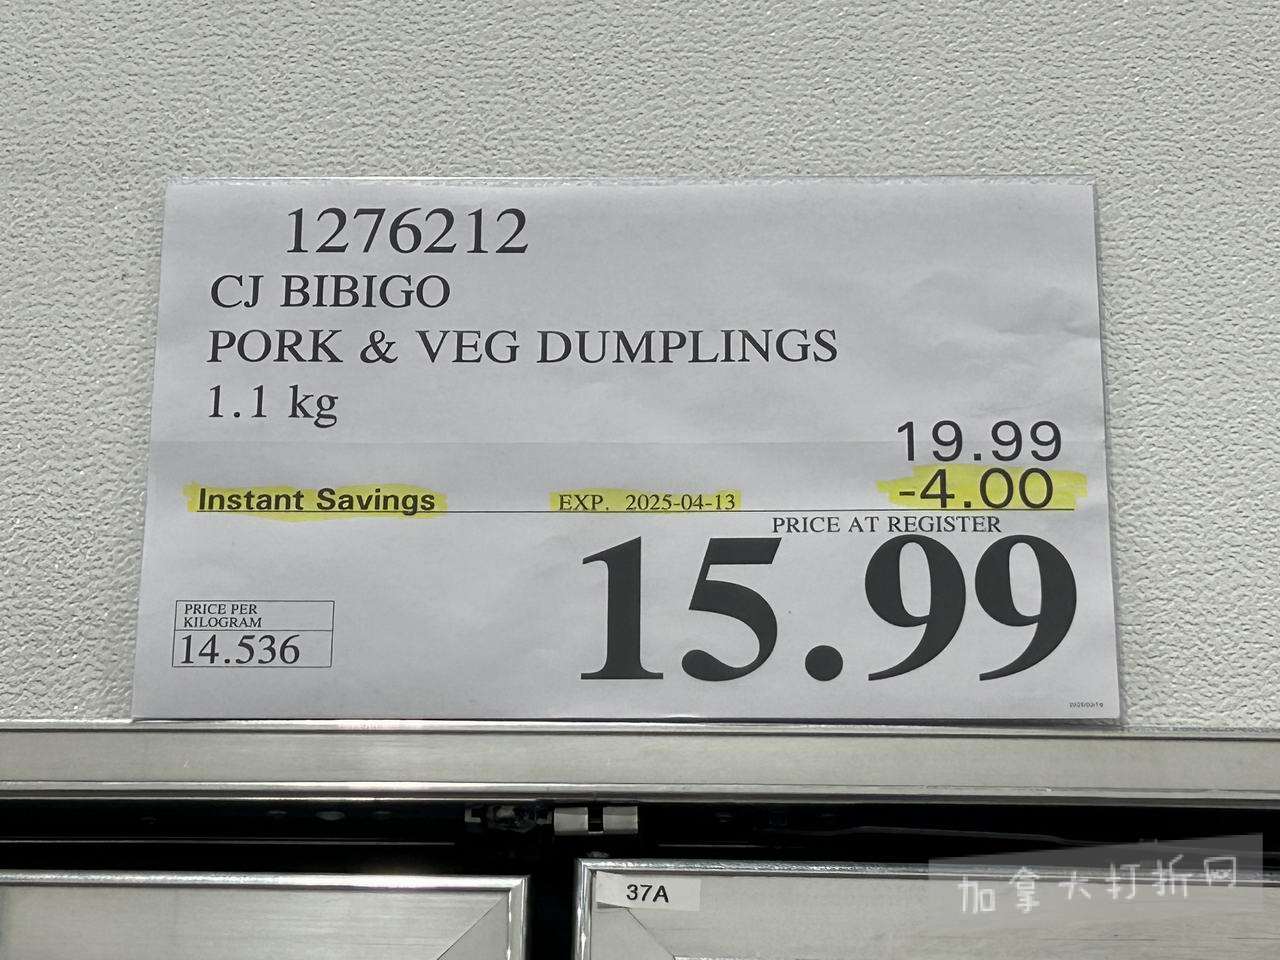 1276212
CJ BIBIGO
PORK & VEG DUMPLINGS
1.1 kg
19.99
Instant Savings EXP. 2025-04-13 -4.00
PRICE AT REGISTER
15.99
PRICE PER
KILOGRAM
14.536
37A
加拿大打折网